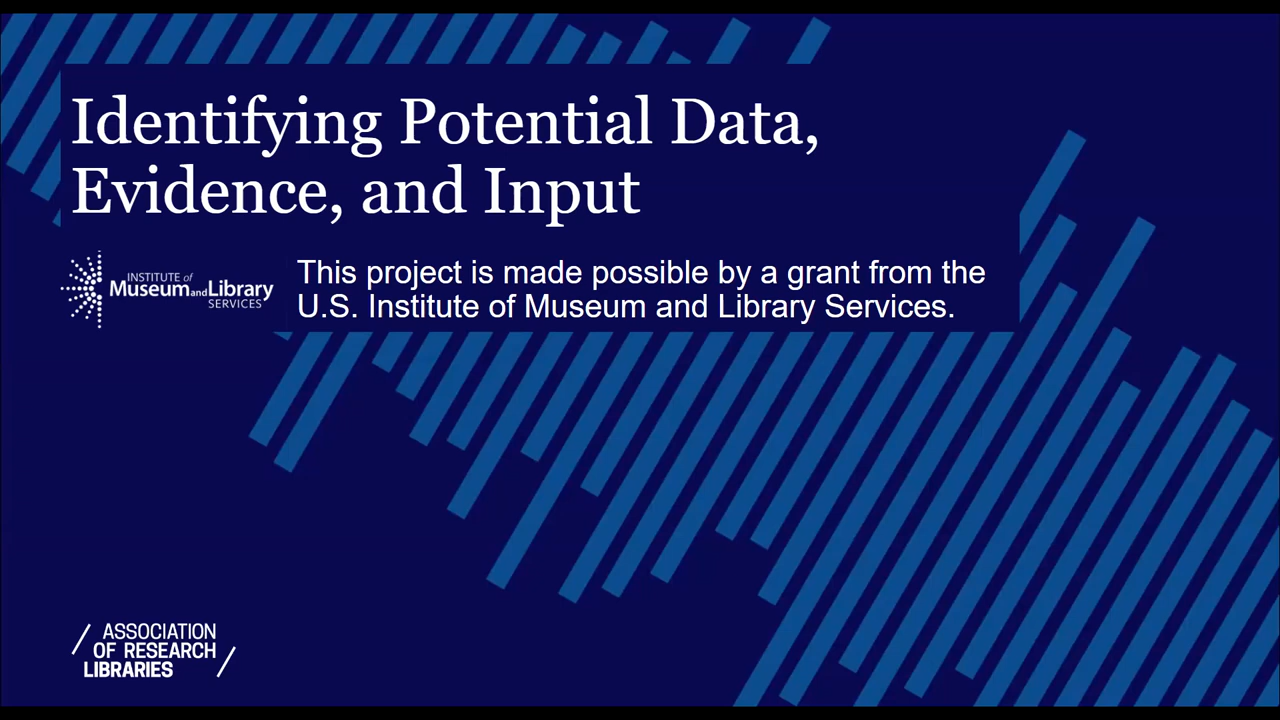 Identifying Potential Data,
Evidence, and Input
INSTITUTE of
Museum and Library
SERVICES
This project is made possible by a grant from the
U.S. Institute of Museum and Library Services.
ASSOCIATION
OF RESEARCH
LIBRARIES